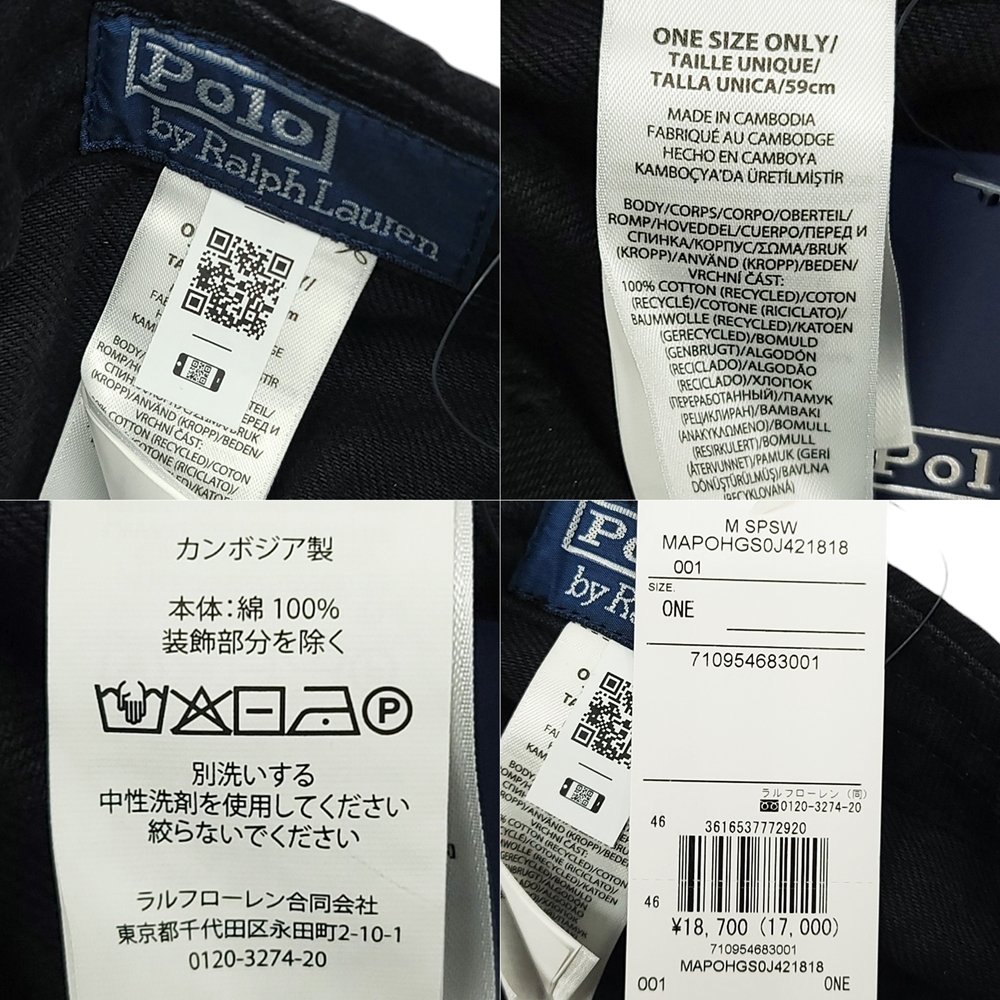 Polo
by Ralph Lauren
BODY/
ROMP/H
(KROPP)/ANVÄND (KROPP)/BEDEN/
VRCHNÍ ČÁST:
ONE SIZE ONLY/
TAILLE UNIQUE/
TALLA UNICA/59cm
MADE IN CAMBODIA
FABRIQUÉ AU CAMBODGE
HECHO EN CAMBOYA
KAMBOÇYA'DA ÜRETİLMİŞTİR
BODY/CORPS/CORPO/OBERTEIL/
ROMP/HOVEDDEL/CUERPO/ПЕРЕД И
СПИНКА/КОРПУС/ΣΩΜΑ/BRUK
(KROPP)/ANVÄND (KROPP)/BEDEN/
VRCHNÍ ČÁST:
100% COTTON (RECYCLED)/COTON
(RECYCLÉ)/COTONE (RICICLATO)/
BAUMWOLLE (RECYCLED)/KATOEN
(GERECYCLED)/BOMULD
(GENBRUGT)/ALGODÓN
(RECICLADO)/ALGODÃO
(RECICLADO)/ХЛОПОК
(ПЕРЕРАБОТАННЫЙ)/ПАМУК
(РЕЦИКЛИРАН)/ΒΑΜΒΑΚΙ
(ΑΝΑΚΥΚΛΩΜΕΝΟ)/BOMULL
(RESIRKULERT)/BOMULL
(ÅTERVUNNET)/PAMUK (GERİ
DÖNÜŞTÜRÜLMÜŞ)/BAVLNA
(RECYKLOVANÁ)
Pol
カンボジア製
本体:綿 100%
装飾部分を除く
P
別洗いする
中性洗剤を使用してください
絞らないでください
ラルフローレン合同会社
東京都千代田区永田町2-10-1
0120-3274-20
M SPSW
MAPOHGS0J421818
001
SIZE.
ONE
710954683001
ラルフローレン (同)
0120-3274-20
46
3616537772920
46
¥18,700 (17,000)
710954683001
MAPOHGS0J421818
001 ONE